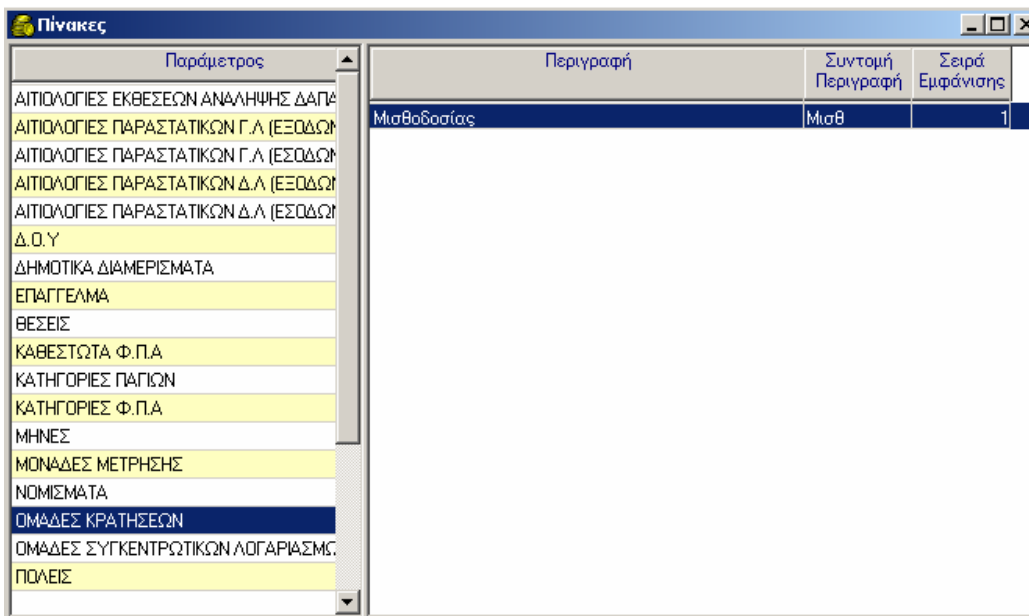 Πίνακες
Παράμετρος
ΑΙΤΙΟΛΟΓΙΕΣ ΕΚΘΕΣΕΩΝ ΑΝΑΛΗΨΗΣ ΔΑΠΑ
ΑΙΤΙΟΛΟΓΙΕΣ ΠΑΡΑΣΤΑΤΙΚΩΝ Γ.Λ (ΕΞΟΔΩΝ
ΑΙΤΙΟΛΟΓΙΕΣ ΠΑΡΑΣΤΑΤΙΚΩΝ Γ.Λ (ΕΣΟΔΩΝ
ΑΙΤΙΟΛΟΓΙΕΣ ΠΑΡΑΣΤΑΤΙΚΩΝ Δ.Λ (ΕΞΟΔΩΝ
ΑΙΤΙΟΛΟΓΙΕΣ ΠΑΡΑΣΤΑΤΙΚΩΝ Δ.Λ (ΕΣΟΔΩΝ
Δ.Ο.Υ
ΔΗΜΟΤΙΚΑ ΔΙΑΜΕΡΙΣΜΑΤΑ
ΕΠΑΓΓΕΛΜΑ
ΘΕΣΕΙΣ
ΚΑΘΕΣΤΩΤΑ Φ.Π.Α
ΚΑΤΗΓΟΡΙΕΣ ΠΑΓΙΩΝ
ΚΑΤΗΓΟΡΙΕΣ Φ.Π.Α
ΜΗΝΕΣ
ΜΟΝΑΔΕΣ ΜΕΤΡΗΣΗΣ
ΝΟΜΙΣΜΑΤΑ
ΟΜΑΔΕΣ ΚΡΑΤΗΣΕΩΝ
ΟΜΑΔΕΣ ΣΥΓΚΕΝΤΡΩΤΙΚΩΝ ΛΟΓΑΡΙΑΣΜΩ
ΠΟΛΕΙΣ
Περιγραφή
Συντομή Περιγραφή
Σειρά Εμφάνισης
Μισθοδοσίας Μισθ 1